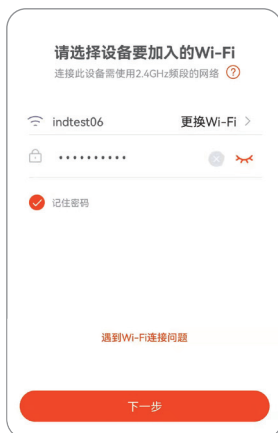 请选择设备要加入的Wi-Fi
连接此设备需使用2.4GHz频段的网络 ?
indtest06 更换Wi-Fi >
••••••••••
记住密码
遇到Wi-Fi连接问题
下一步